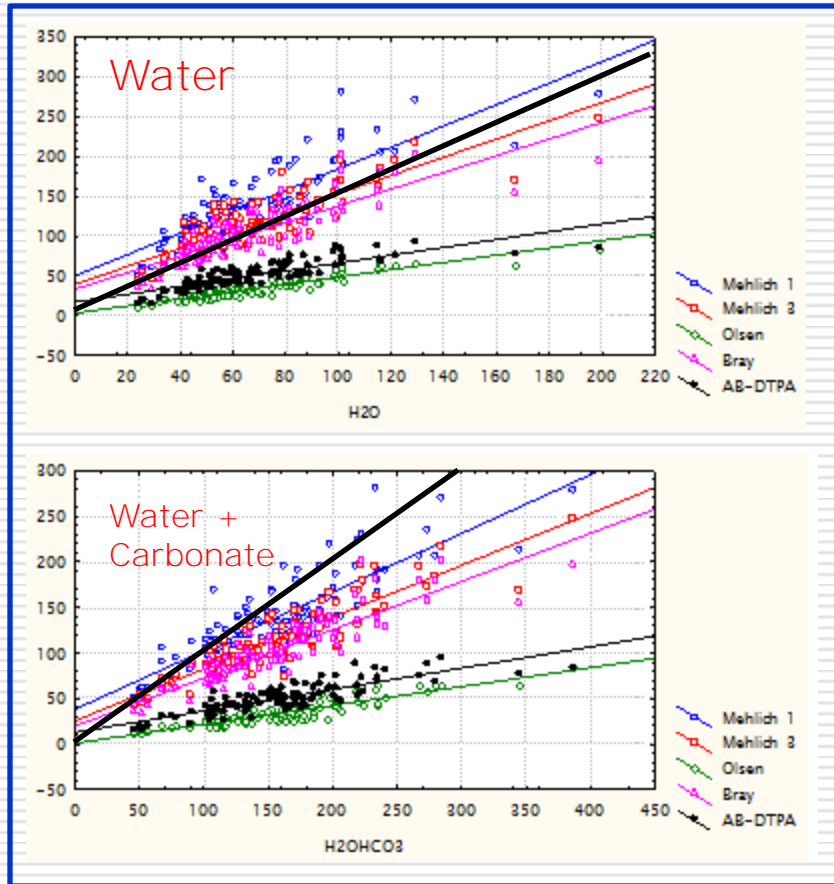 Water
350
300
250
200
150
100
50
0
-50
0 20 40 60 80 100 120 140 160 180 200 220
H2O
Mehlich 1
Mehlich 3
Olsen
Bray
AB-DTPA
Water +
Carbonate
300
250
200
150
100
50
0
-50
0 50 100 150 200 250 300 350 400 450
H2OHCO3
Mehlich 1
Mehlich 3
Olsen
Bray
AB-DTPA